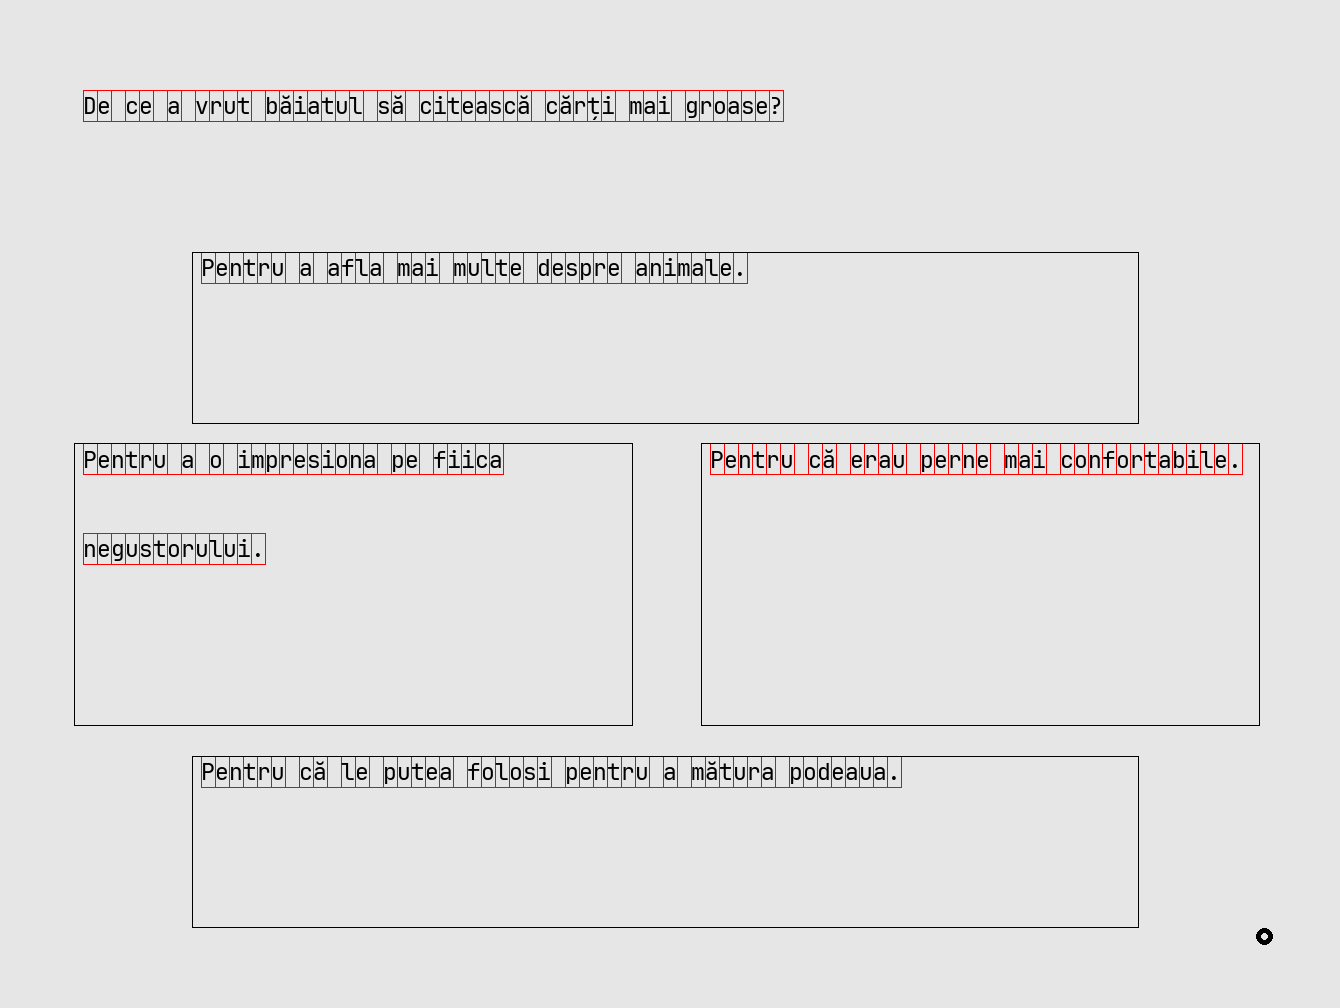 De ce a vrut băiatul să citească cărți mai groase?
Pentru a afla mai multe despre animale.
Pentru a o impresiona pe fiica
negustorului.
Pentru că erau perne mai confortabile.
Pentru că le putea folosi pentru a mătura podeaua.